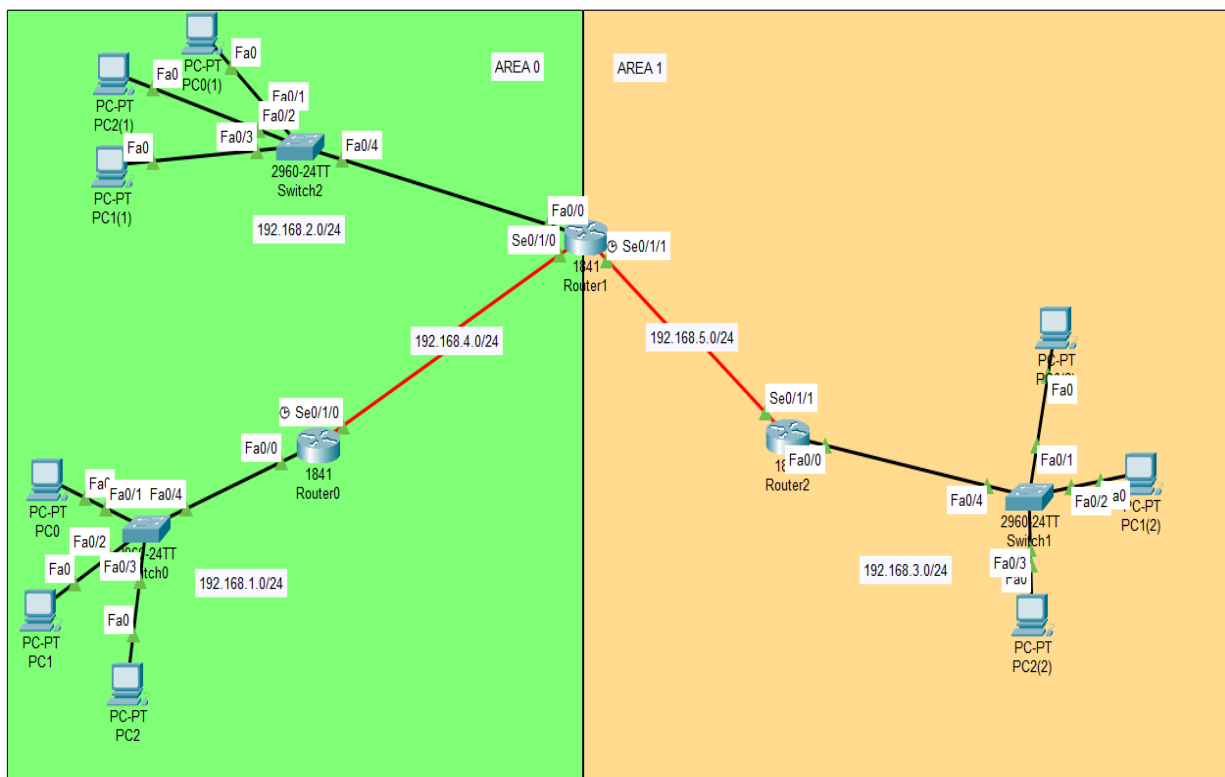 AREA 0
AREA 1
PC-PT
PC0(1)
Fa0
PC-PT
PC2(1)
Fa0
Fa0/1
Fa0/2
Fa0/3
Fa0
PC-PT
PC1(1)
Fa0/4
2960-24TT
Switch2
192.168.2.0/24
Fa0/0
Se0/1/0
Se0/1/1
1841
Router1
192.168.4.0/24
192.168.5.0/24
Se0/1/0
Fa0/0
1841
Router0
PC-PT
PC0
Fa0/1
Fa0/4
Fa0/2
Fa0/3
192.168.1.0/24
Fa0
PC-PT
PC1
Fa0
PC-PT
PC2
Se0/1/1
Fa0/0
Router2
PC-PT
Fa0
Fa0/1
Fa0/4
Fa0/2
PC-PT
PC1(2)
2960-24TT
Switch1
192.168.3.0/24
Fa0/3
PC-PT
PC2(2)